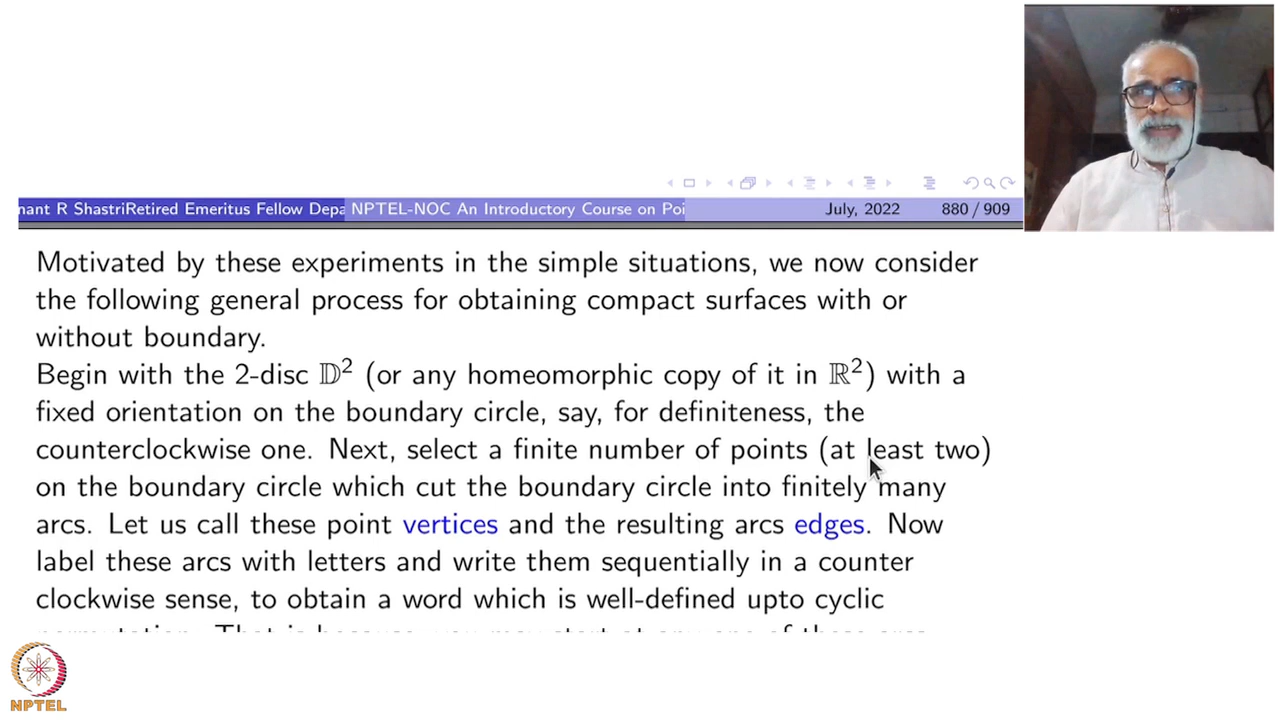 nant R ShastriRetired Emeritus Fellow Depa NPTEL-NOC An Introductory Course on Poi July, 2022 880 / 909
Motivated by these experiments in the simple situations, we now consider
the following general process for obtaining compact surfaces with or
without boundary.
Begin with the 2-disc 𝔻² (or any homeomorphic copy of it in ℝ²) with a
fixed orientation on the boundary circle, say, for definiteness, the
counterclockwise one. Next, select a finite number of points (at least two)
on the boundary circle which cut the boundary circle into finitely many
arcs. Let us call these point vertices and the resulting arcs edges. Now
label these arcs with letters and write them sequentially in a counter
clockwise sense, to obtain a word which is well-defined upto cyclic
NPTEL